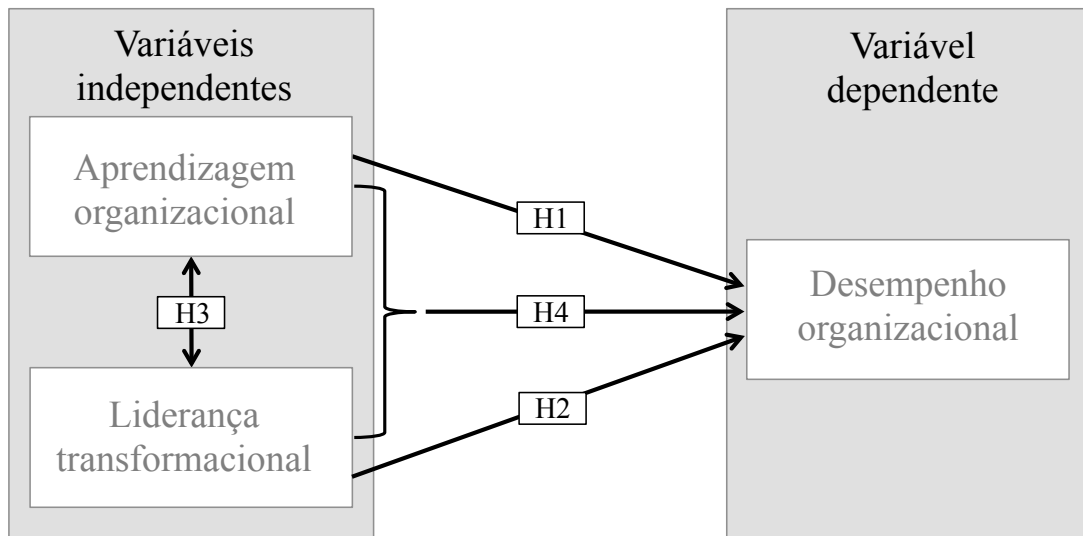 Variáveis
independentes
Aprendizagem
organizacional
H3
Liderança
transformacional
H1
H4
H2
Variável
dependente
Desempenho
organizacional